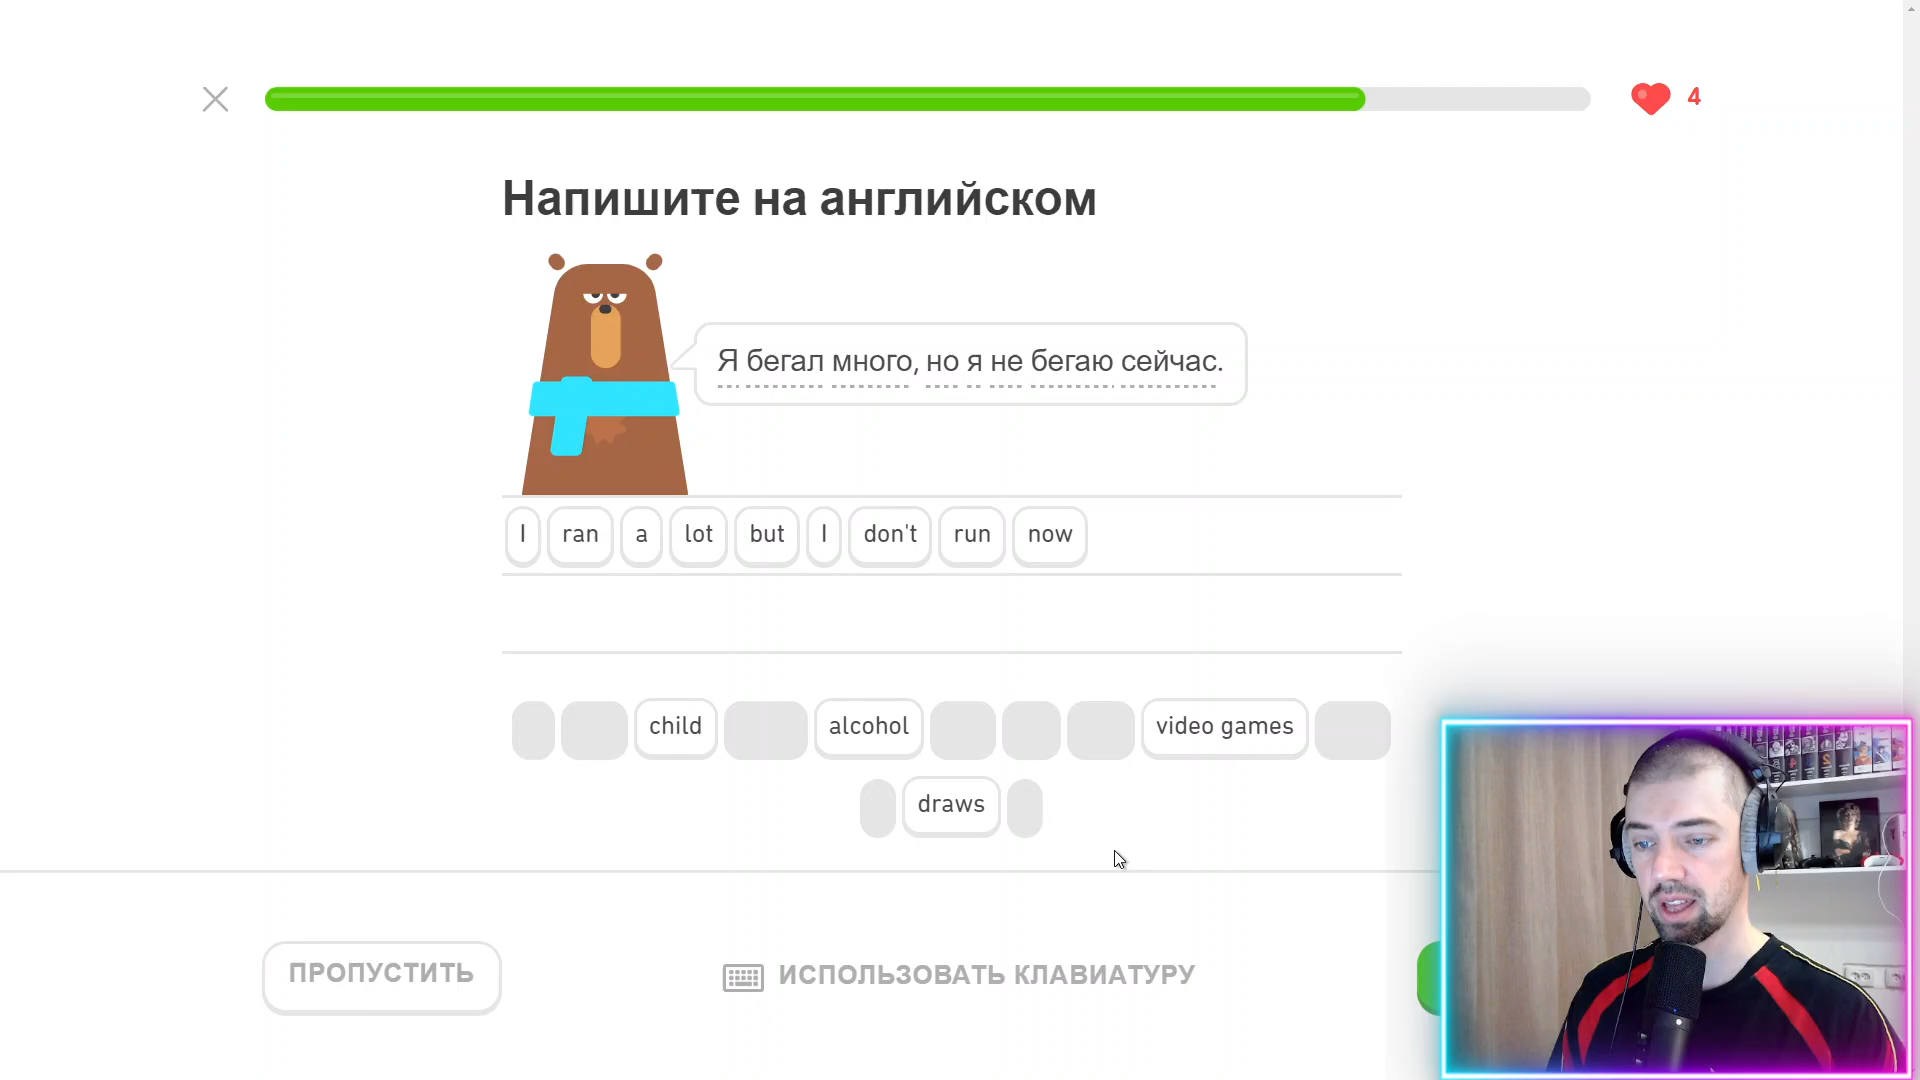 4
Напишите на английском
Я бегал много, но я не бегаю сейчас.
I ran a lot but I don't run now
child alcohol video games
draws
ПРОПУСТИТЬ ИСПОЛЬЗОВАТЬ КЛАВИАТУРУ